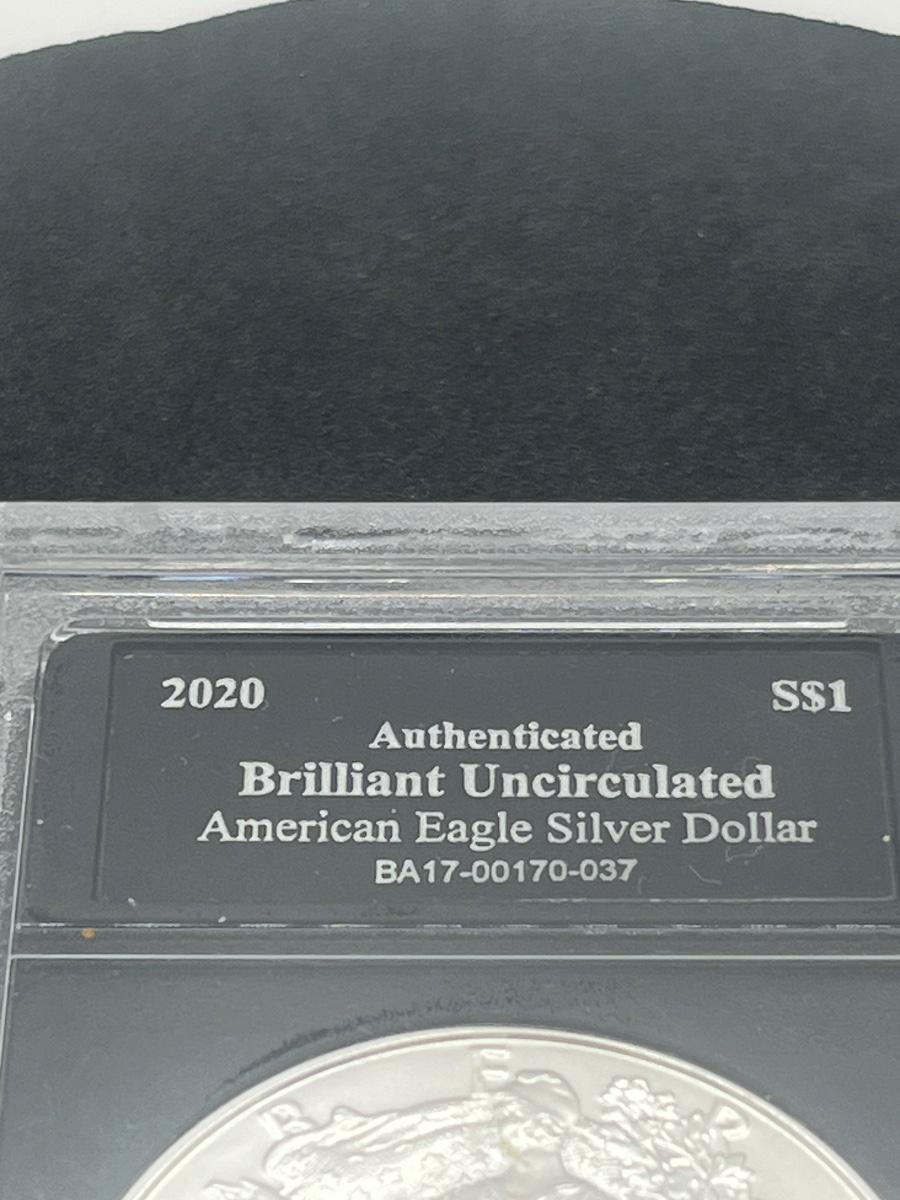 2020 S$1
Authenticated
Brilliant Uncirculated
American Eagle Silver Dollar
BA17-00170-037